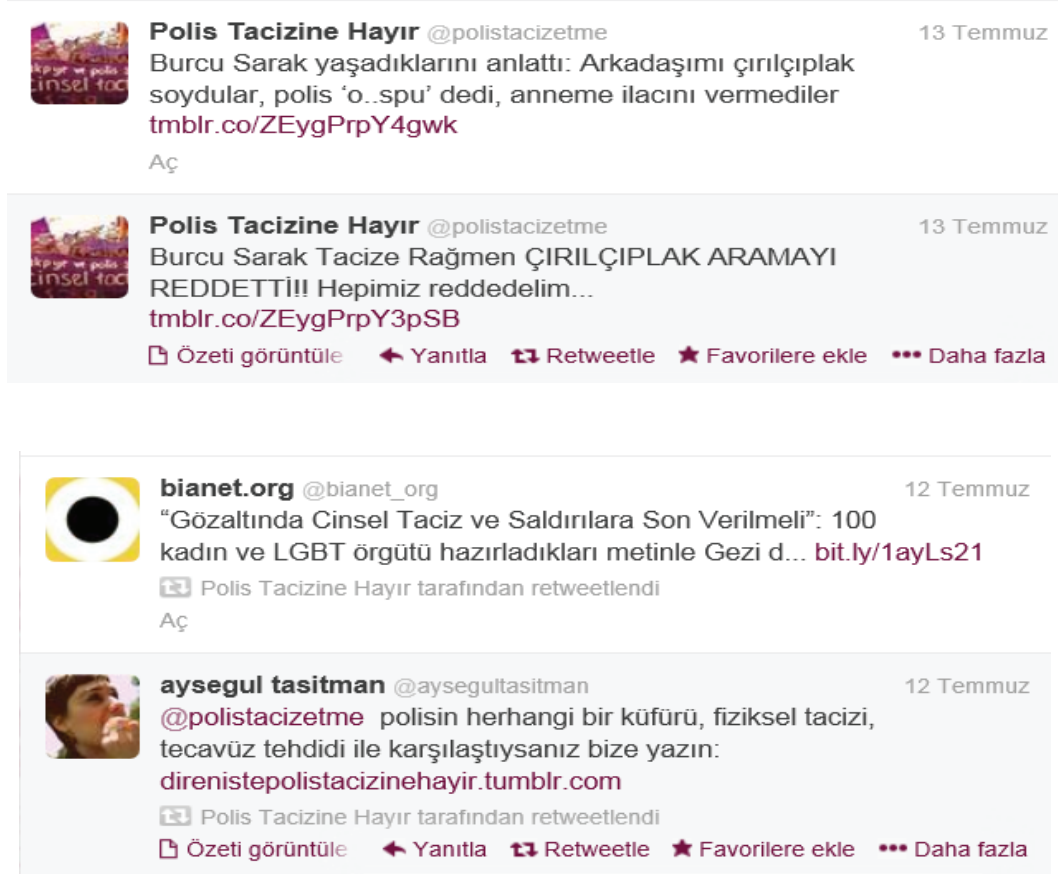 Polis Tacizine Hayır @polistacizetme 13 Temmuz
Burcu Sarak yaşadıklarını anlattı: Arkadaşımı çırılçıplak
soydular, polis ‘o..spu’ dedi, anneme ilacını vermediler
tmblr.co/ZEygPrpY4gwk
Aç
Polis Tacizine Hayır @polistacizetme 13 Temmuz
Burcu Sarak Tacize Rağmen ÇIRILÇIPLAK ARAMAYI
REDDETTİ!! Hepimiz reddedelim...
tmblr.co/ZEygPrpY3pSB
Özeti görüntüle Yanıtla Retweetle Favorilere ekle ••• Daha fazla
bianet.org @bianet_org 12 Temmuz
“Gözaltında Cinsel Taciz ve Saldırılara Son Verilmeli”: 100
kadın ve LGBT örgütü hazırladıkları metinle Gezi d... bit.ly/1ayLs21
Polis Tacizine Hayır tarafından retweetlendi
Aç
aysegul tasitman @aysegultasitman 12 Temmuz
@polistacizetme polisin herhangi bir küfürü, fiziksel tacizi,
tecavüz tehdidi ile karşılaştıysanız bize yazın:
direnistepolistacizinehayir.tumblr.com
Polis Tacizine Hayır tarafından retweetlendi
Özeti görüntüle Yanıtla Retweetle Favorilere ekle ••• Daha fazla